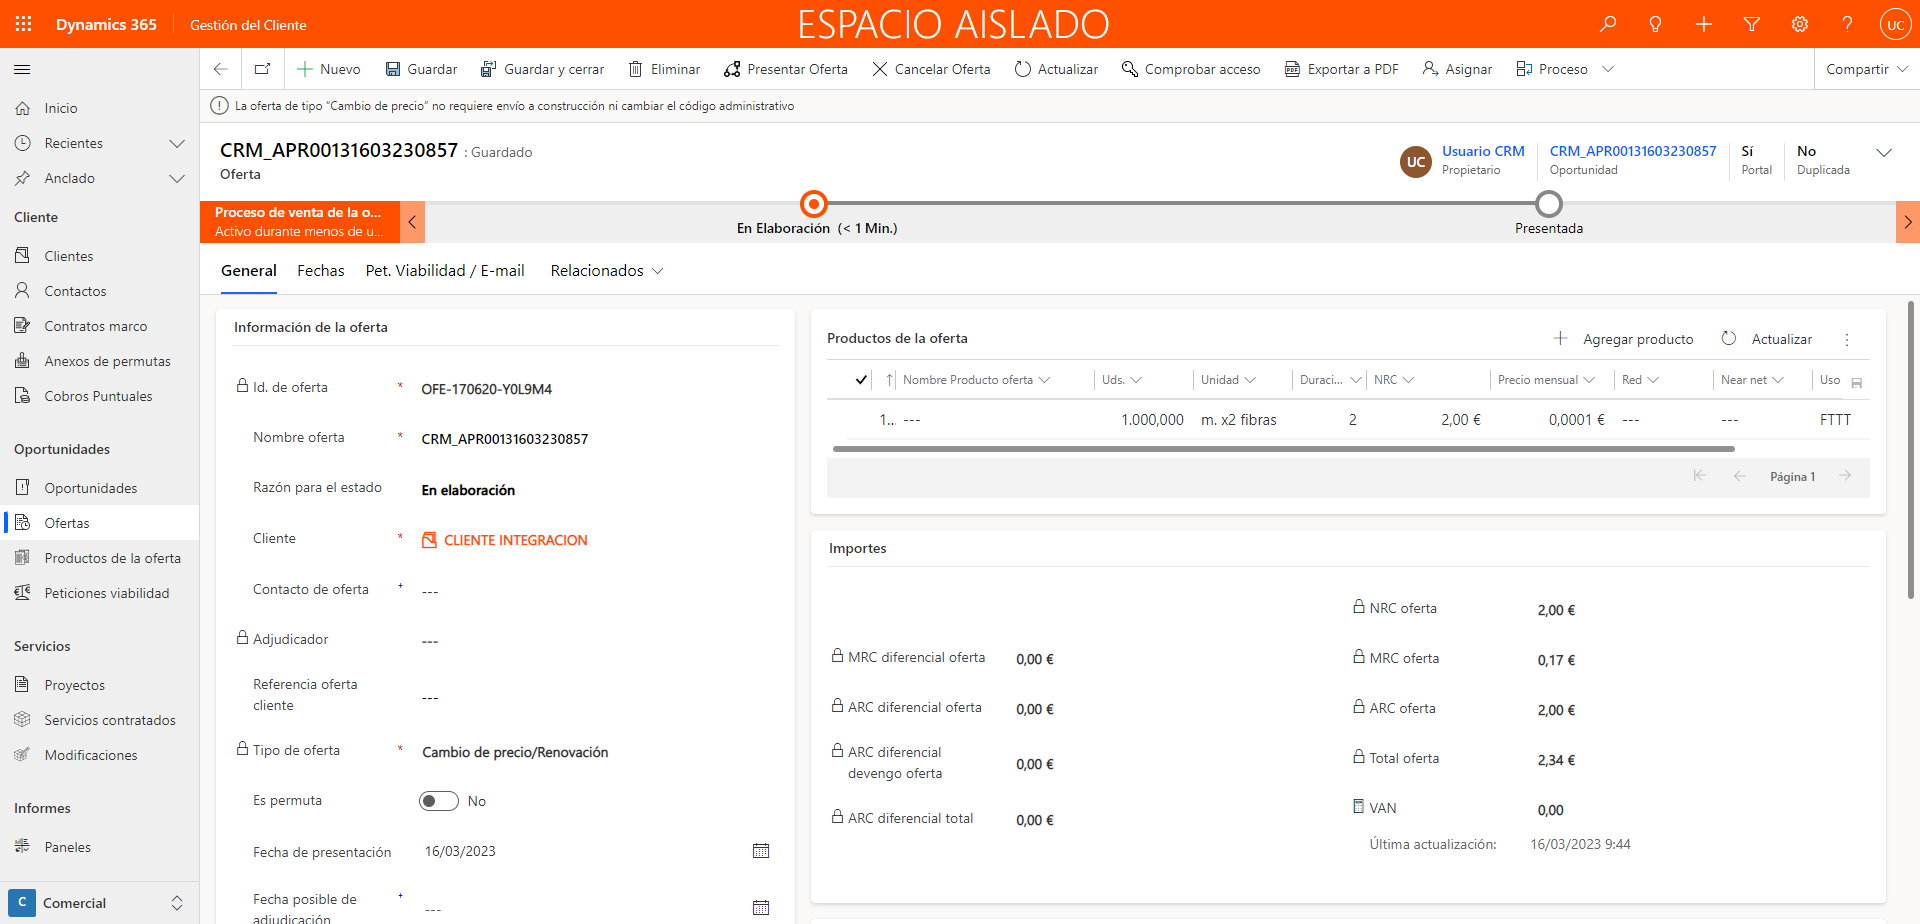 Dynamics 365
Gestión del Cliente
ESPACIO AISLADO
UC
Nuevo
Guardar
Guardar y cerrar
Eliminar
Presentar Oferta
Cancelar Oferta
Actualizar
Comprobar acceso
Exportar a PDF
Asignar
Proceso
Compartir
La oferta de tipo “Cambio de precio” no requiere envío a construcción ni cambiar el código administrativo
Inicio
Recientes
Anclado
Cliente
Clientes
Contactos
Contratos marco
Anexos de permutas
Cobros Puntuales
Oportunidades
Oportunidades
Ofertas
Productos de la oferta
Peticiones viabilidad
Servicios
Proyectos
Servicios contratados
Modificaciones
Informes
Paneles
C Comercial
CRM_APR00131603230857 : Guardado
Oferta
UC
Usuario CRM
Propietario
CRM_APR00131603230857
Oportunidad
Sí
Portal
No
Duplicada
Proceso de venta de la o...
Activo durante menos de u...
En Elaboración (< 1 Min.)
Presentada
General
Fechas
Pet. Viabilidad / E-mail
Relacionados
Información de la oferta
Id. de oferta * OFE-170620-Y0L9M4
Nombre oferta * CRM_APR00131603230857
Razón para el estado En elaboración
Cliente * CLIENTE INTEGRACION
Contacto de oferta + ---
Adjudicador ---
Referencia oferta
cliente
---
Tipo de oferta * Cambio de precio/Renovación
Es permuta No
Fecha de presentación 16/03/2023
Fecha posible de
adjudicación
+ ---
Productos de la oferta
Agregar producto
Actualizar
Nombre Producto oferta Uds. Unidad Duraci... NRC Precio mensual Red Near net Uso
1.. --- 1.000,000 m. x2 fibras 2 2,00 € 0,0001 € --- --- FTTT
Página 1
Importes
MRC diferencial oferta 0,00 €
ARC diferencial oferta 0,00 €
ARC diferencial
devengo oferta
0,00 €
ARC diferencial total 0,00 €
NRC oferta 2,00 €
MRC oferta 0,17 €
ARC oferta 2,00 €
Total oferta 2,34 €
VAN 0,00
Última actualización: 16/03/2023 9:44